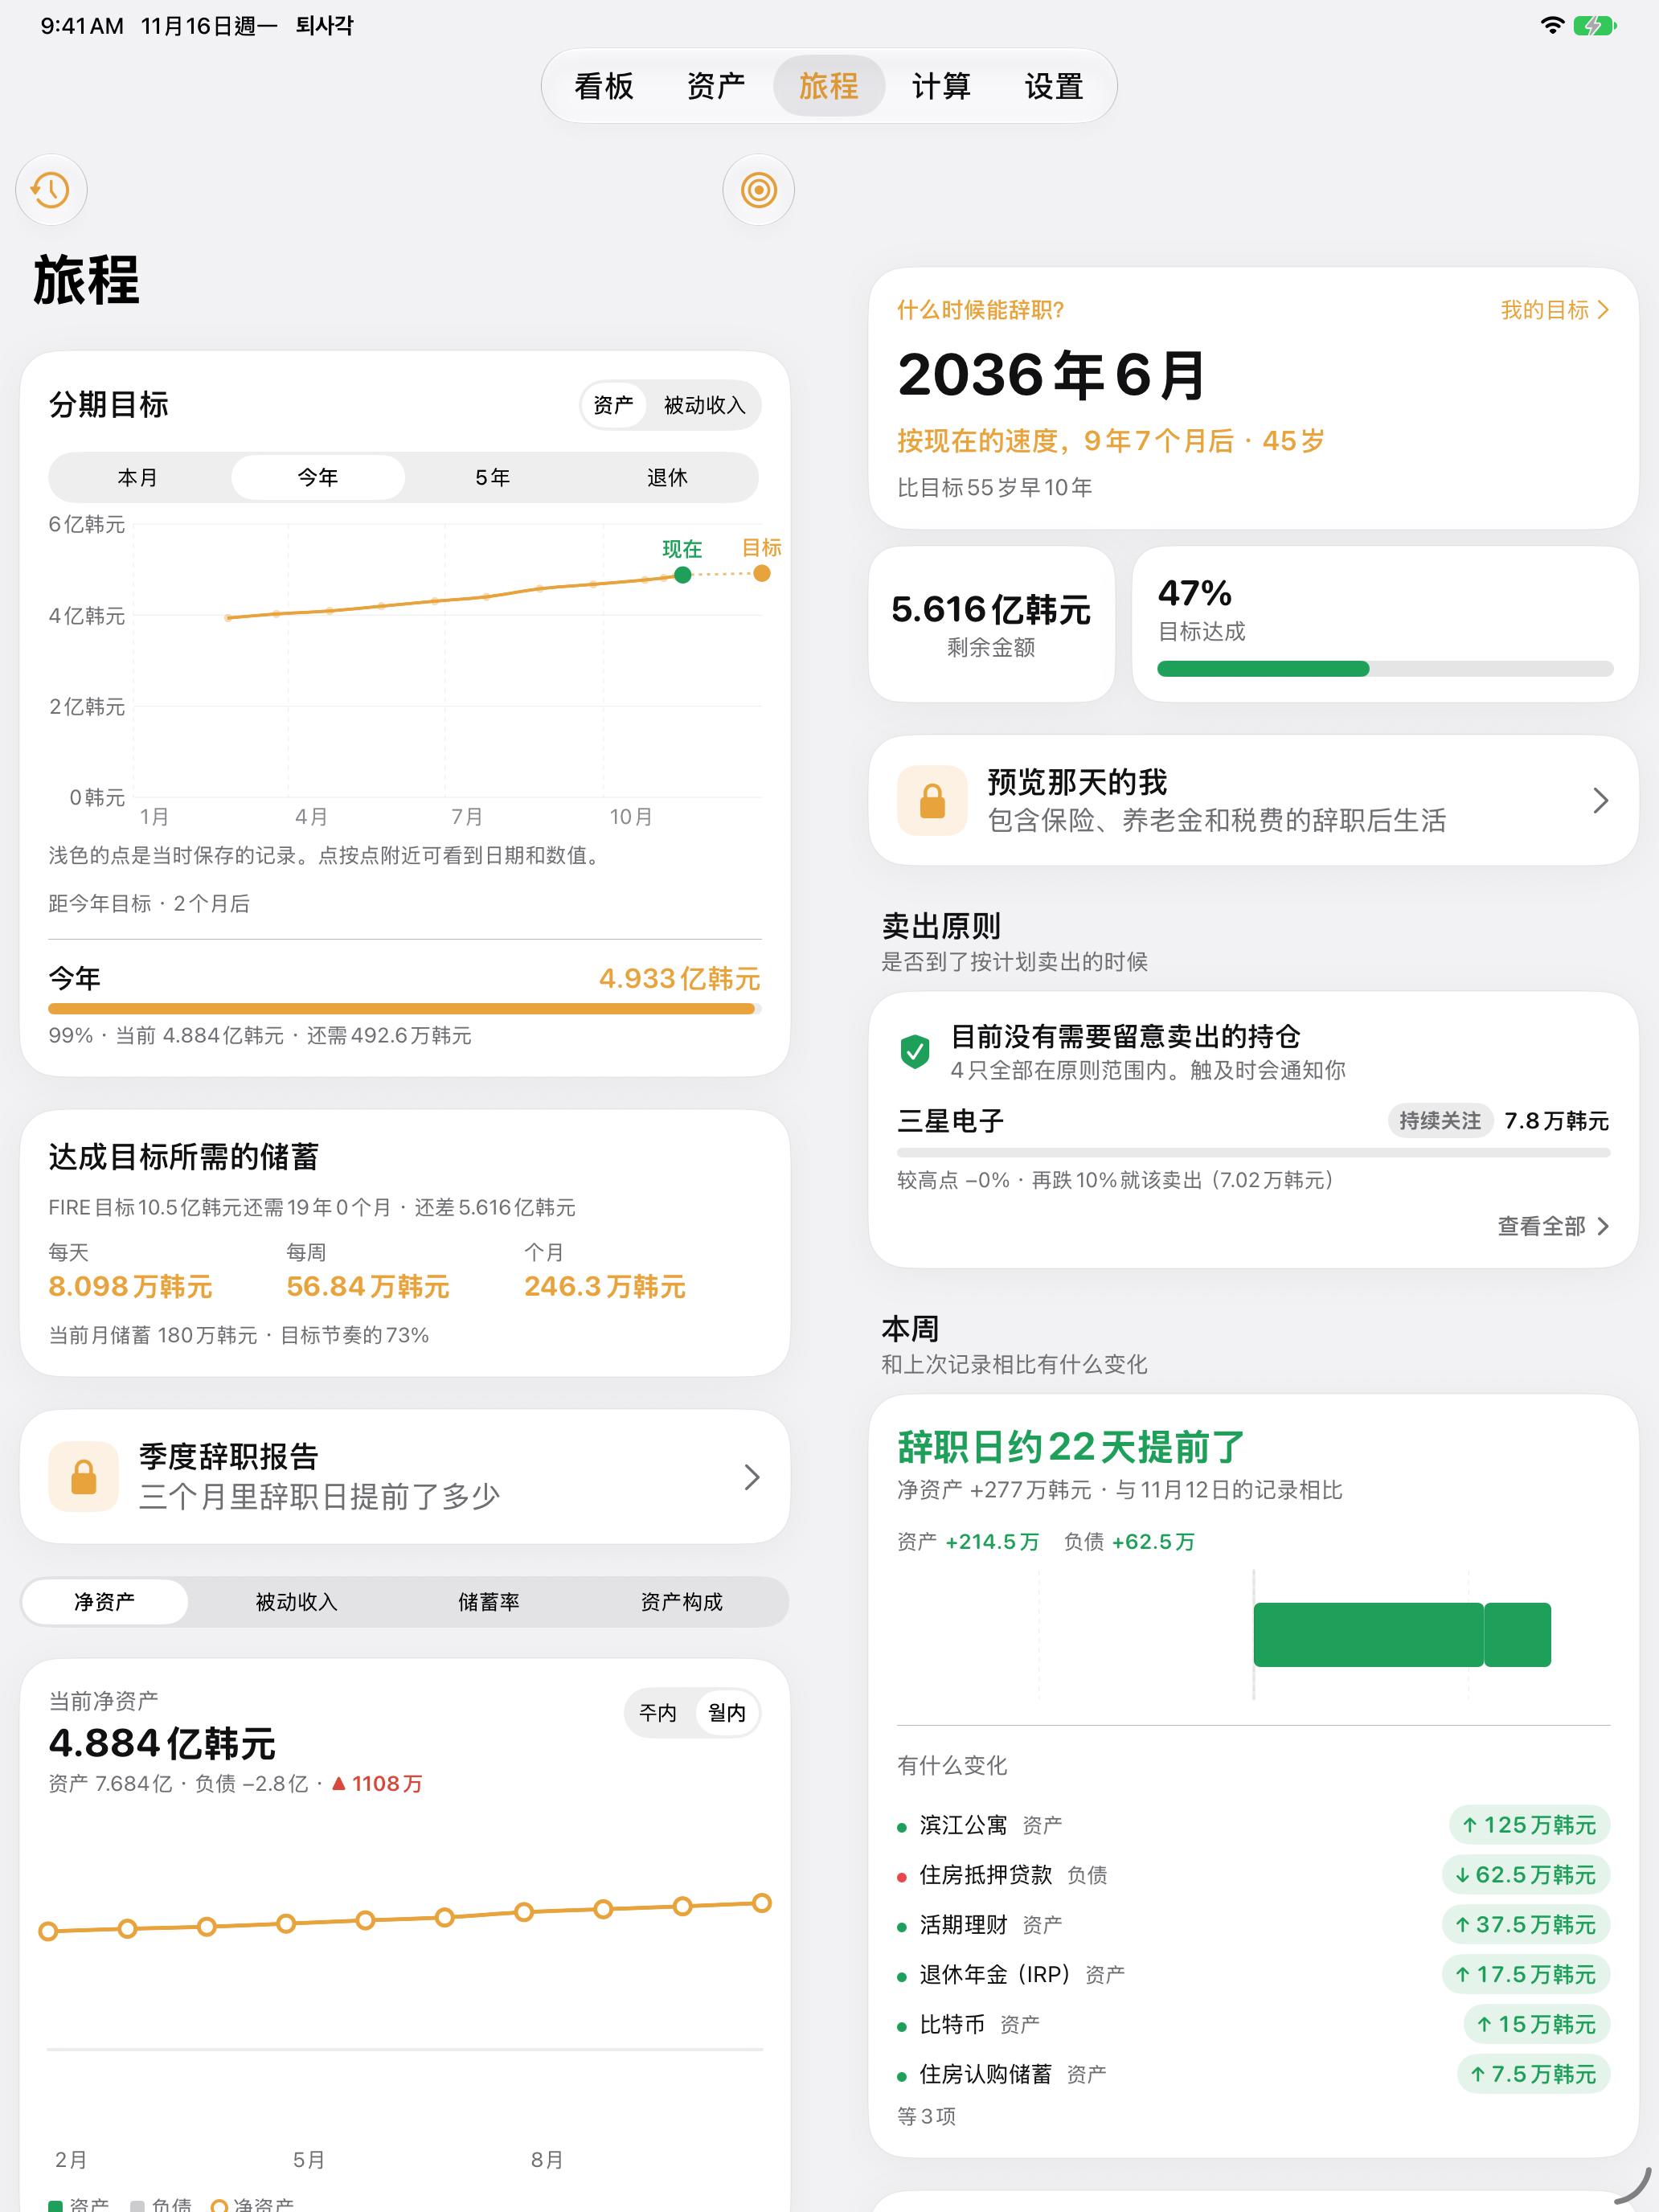 9:41 AM 11月16日週一 퇴사각
看板 资产 旅程 计算 设置
旅程
分期目标
资产 被动收入
本月 今年 5年 退休
6亿韩元
4亿韩元
2亿韩元
0韩元
现在
目标
1月 4月 7月 10月
浅色的点是当时保存的记录。点按点附近可看到日期和数值。
距今年目标 · 2个月后
今年 4.933亿韩元
99% · 当前 4.884亿韩元 · 还需492.6万韩元
达成目标所需的储蓄
FIRE目标10.5亿韩元还需19年0个月 · 还差5.616亿韩元
每天 每周 个月
8.098万韩元 56.84万韩元 246.3万韩元
当前月储蓄 180万韩元 · 目标节奏的73%
季度辞职报告
三个月里辞职日提前了多少
净资产 被动收入 储蓄率 资产构成
当前净资产
4.884亿韩元
주内 월内
资产 7.684亿 · 负债 −2.8亿 · ▲ 1108万
2月 5月 8月
资产 负债 净资产
什么时候能辞职?
我的目标
2036年6月
按现在的速度，9年7个月后 · 45岁
比目标55岁早10年
5.616亿韩元
剩余金额
47%
目标达成
预览那天的我
包含保险、养老金和税费的辞职后生活
卖出原则
是否到了按计划卖出的时候
目前没有需要留意卖出的持仓
4只全部在原则范围内。触及时会通知你
三星电子 持续关注 7.8万韩元
较高点 −0% · 再跌10%就该卖出（7.02万韩元）
查看全部
本周
和上次记录相比有什么变化
辞职日约22天提前了
净资产 +277万韩元 · 与11月12日的记录相比
资产 +214.5万 负债 +62.5万
有什么变化
滨江公寓 资产 ↑ 125万韩元
住房抵押贷款 负债 ↓ 62.5万韩元
活期理财 资产 ↑ 37.5万韩元
退休年金（IRP） 资产 ↑ 17.5万韩元
比特币 资产 ↑ 15万韩元
住房认购储蓄 资产 ↑ 7.5万韩元
等3项